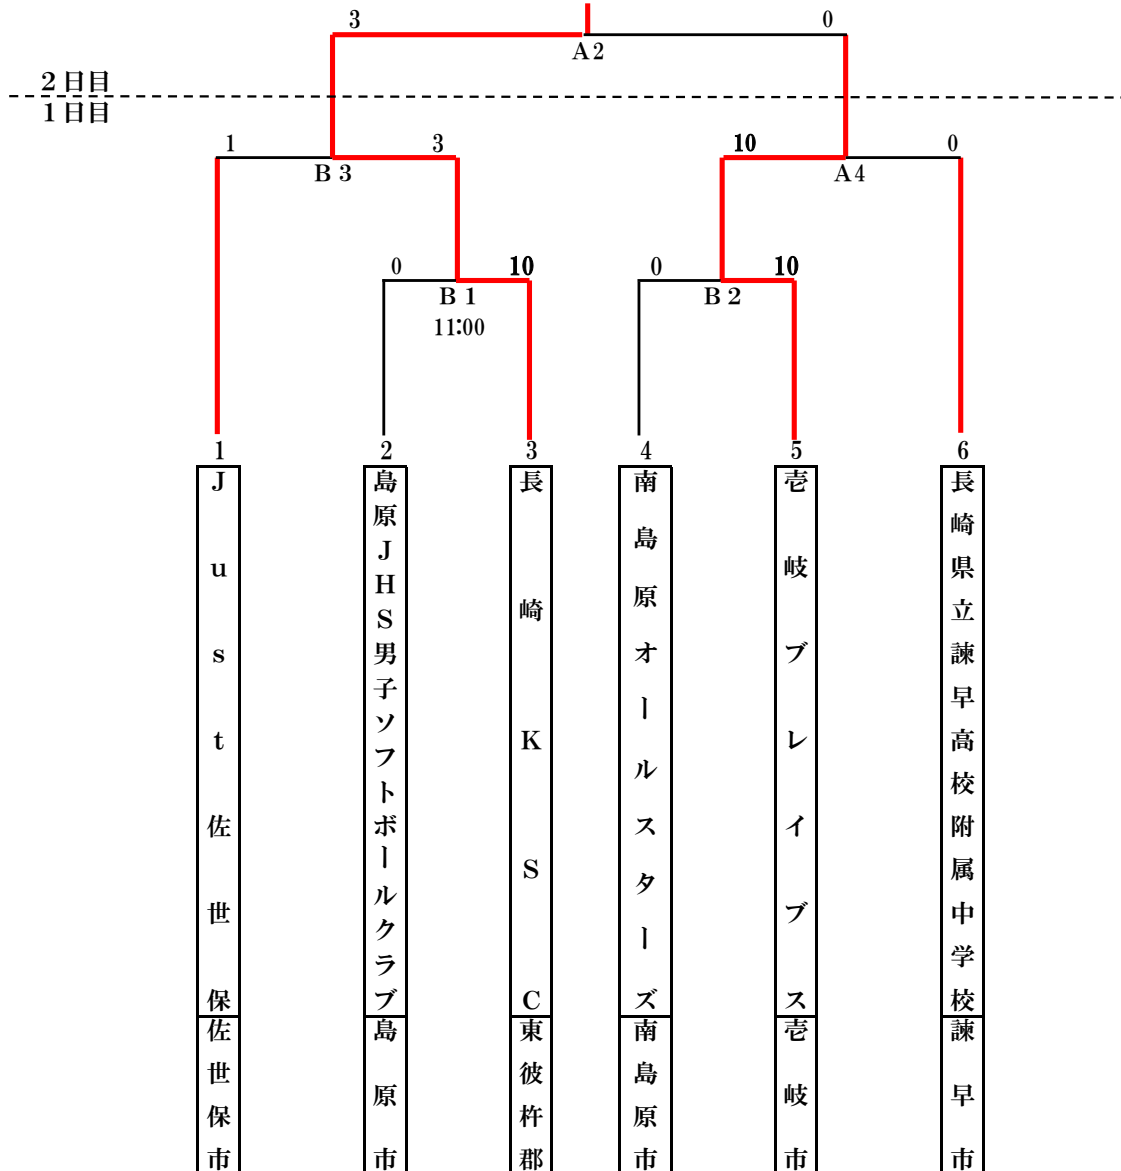 3
0
A2
2日目
1日目
1
3
10
0
B3
A4
0
10
0
10
B1
B2
11:00
1
2
3
4
5
6
Just佐世保
佐世保市
島原JHS男子ソフトボールクラブ
島原市
長崎KSC
東彼杵郡
南島原オールスターズ
南島原市
壱岐ブレイブス
壱岐市
長崎県立諫早高校附属中学校
諫早市